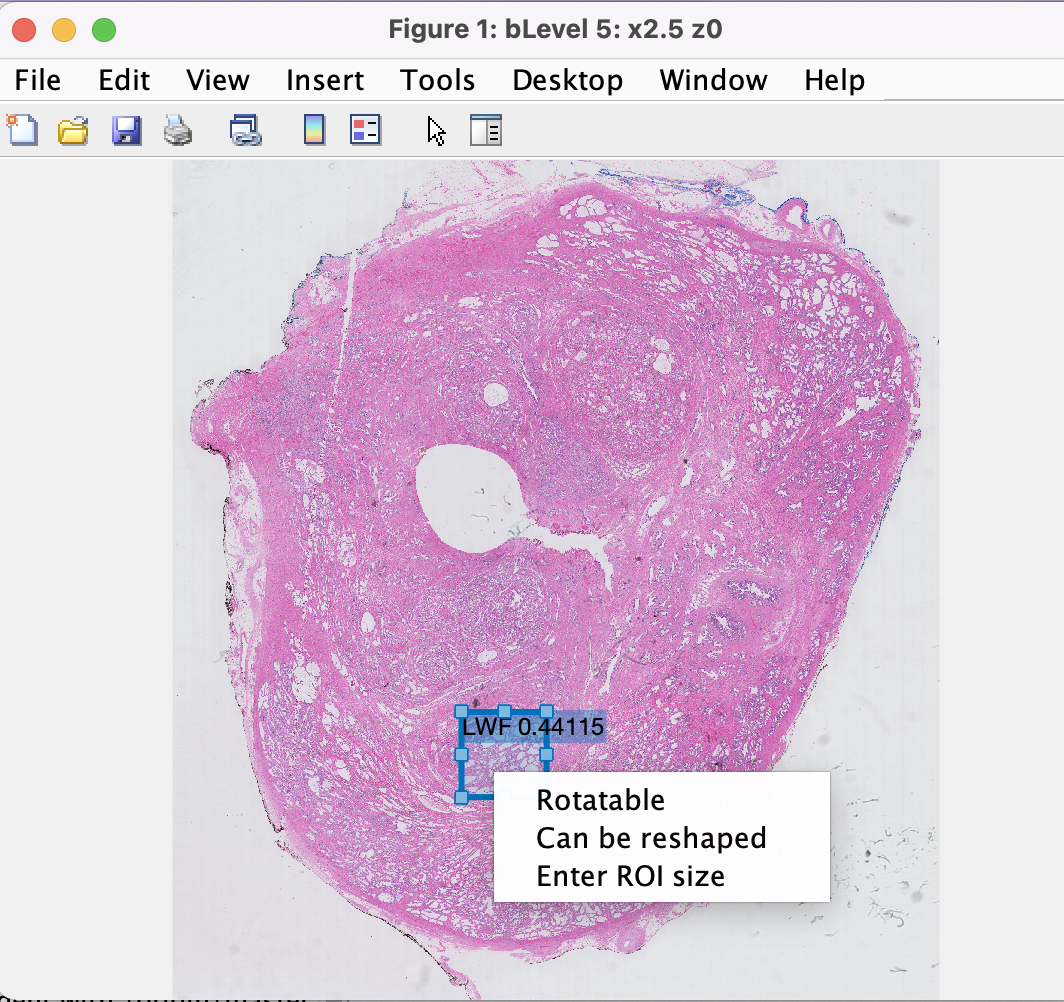 Figure 1: bLevel 5: x2.5 z0
File Edit View Insert Tools Desktop Window Help
LWF 0.44115
Rotatable
Can be reshaped
Enter ROI size